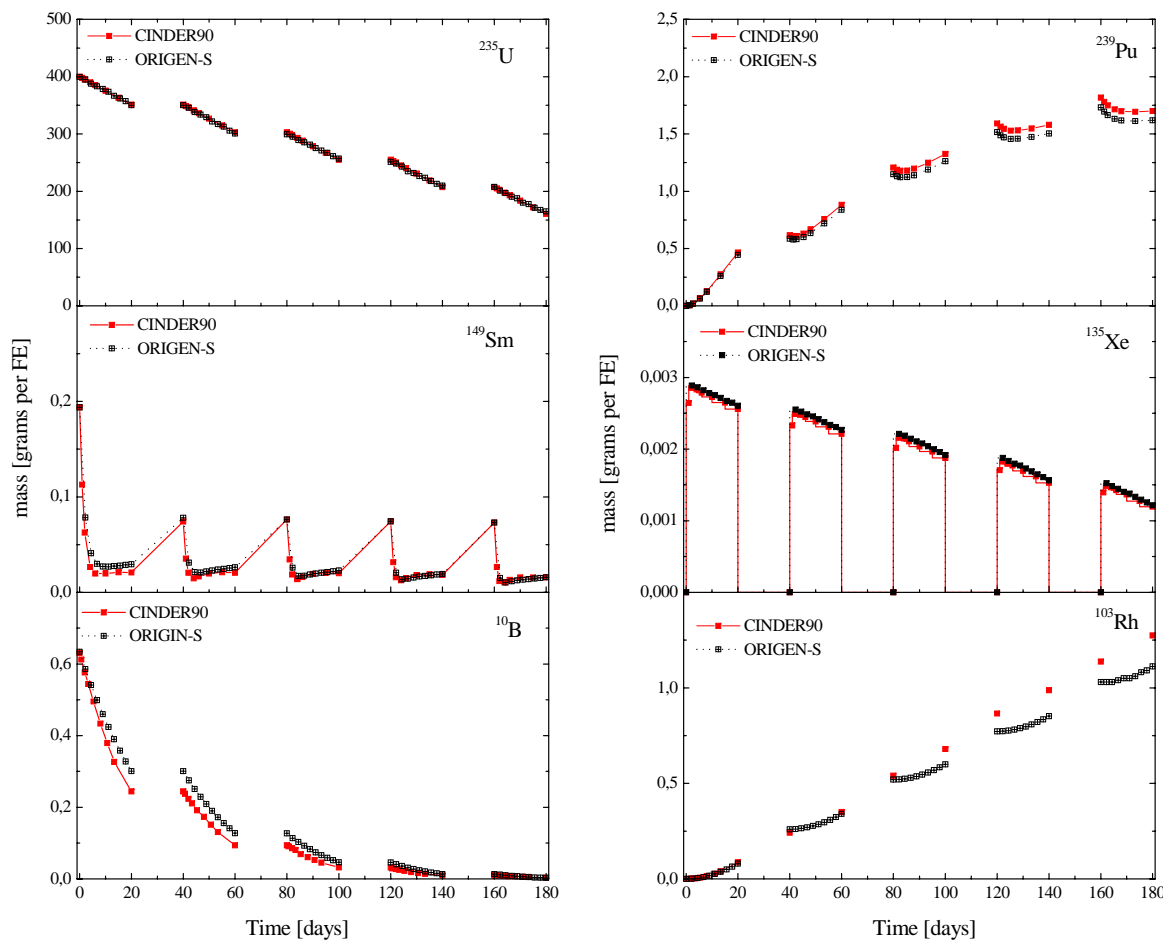 500
400
300
200
100
0
CINDER90
ORIGEN-S
²³⁵U
0,2
0,1
0,0
CINDER90
ORIGEN-S
¹⁴⁹Sm
mass [grams per FE]
0,6
0,4
0,2
0,0
CINDER90
ORIGIN-S
¹⁰B
0 20 40 60 80 100 120 140 160 180
Time [days]
2,5
2,0
1,5
1,0
0,5
0,0
CINDER90
ORIGEN-S
²³⁹Pu
0,003
0,002
0,001
0,000
CINDER90
ORIGEN-S
¹³⁵Xe
mass [grams per FE]
1,0
0,5
0,0
CINDER90
ORIGEN-S
¹⁰³Rh
0 20 40 60 80 100 120 140 160 180
Time [days]